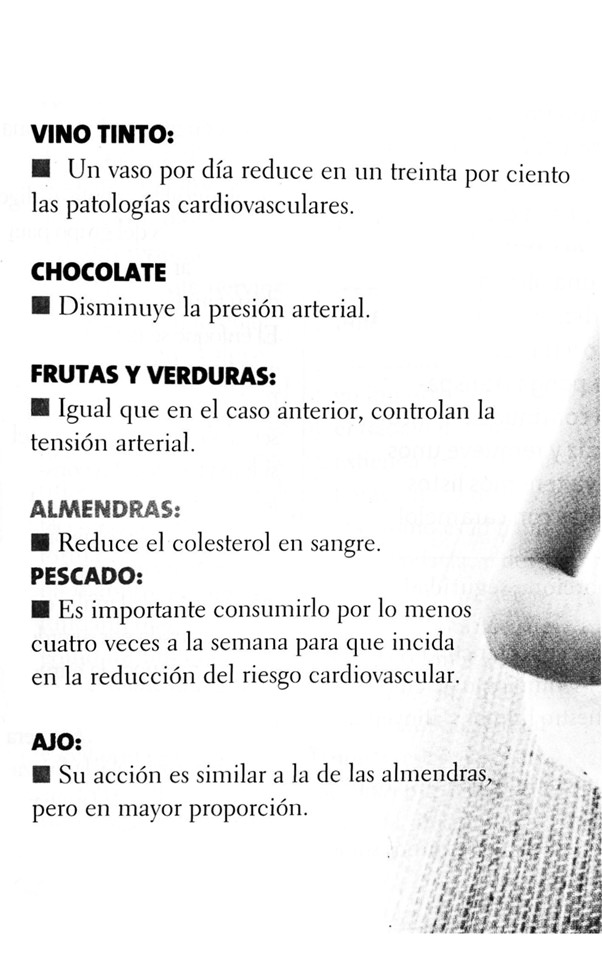 VINO TINTO:
■ Un vaso por día reduce en un treinta por ciento
las patologías cardiovasculares.
CHOCOLATE
■ Disminuye la presión arterial.
FRUTAS Y VERDURAS:
■ Igual que en el caso anterior, controlan la
tensión arterial.
ALMENDRAS:
■ Reduce el colesterol en sangre.
PESCADO:
■ Es importante consumirlo por lo menos
cuatro veces a la semana para que incida
en la reducción del riesgo cardiovascular.
AJO:
■ Su acción es similar a la de las almendras,
pero en mayor proporción.